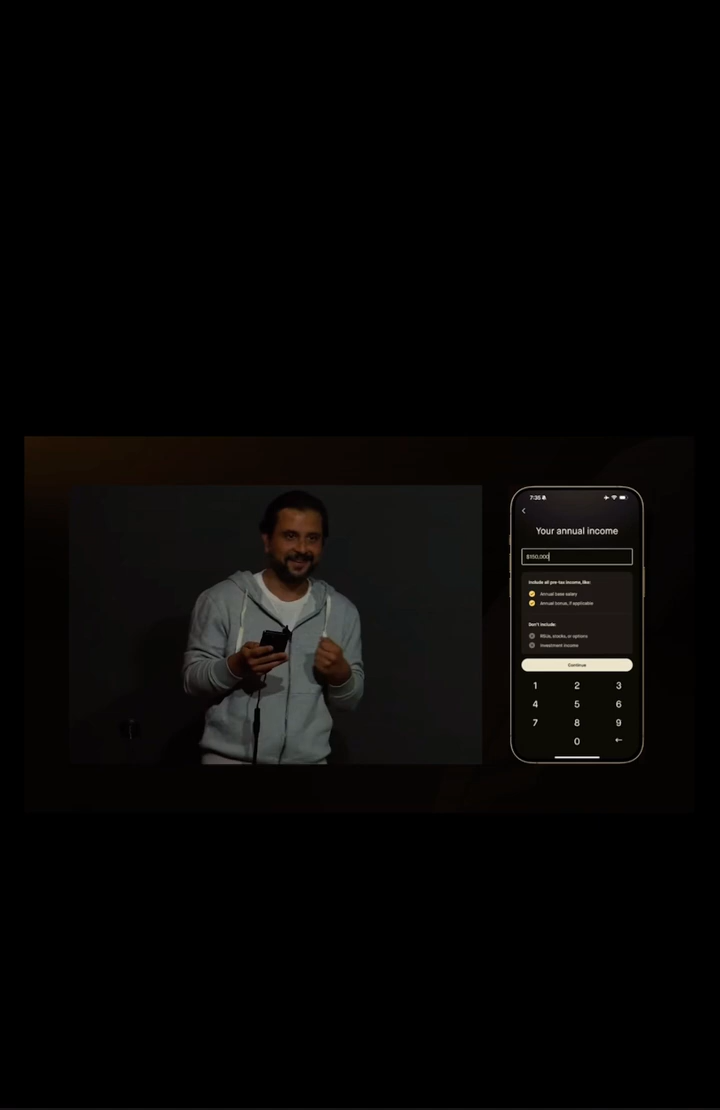 7:35
Your annual income
$150,000
Include all pre-tax income, like:
Annual base salary
Annual bonus, if applicable
Don't include:
RSUs, stocks, or options
Investment income
Continue
1 2 3
4 5 6
7 8 9
0